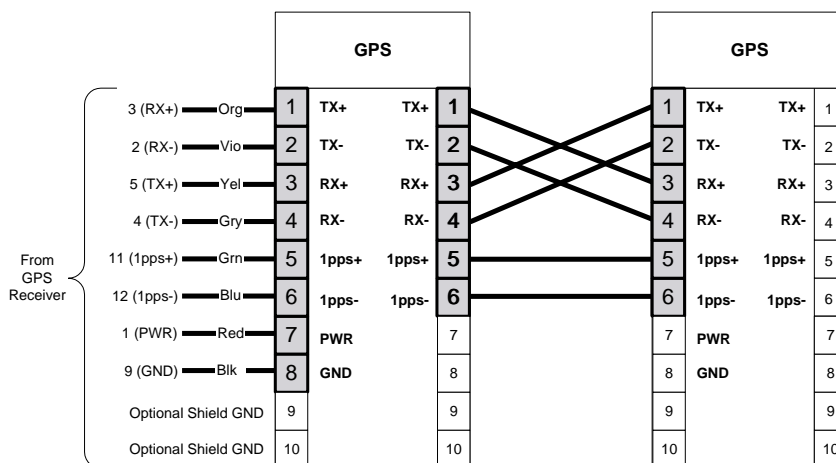 GPS GPS
3 (RX+) Org 1 TX+ TX+ 1 1 TX+ TX+ 1
2 (RX-) Vio 2 TX- TX- 2 2 TX- TX- 2
5 (TX+) Yel 3 RX+ RX+ 3 3 RX+ RX+ 3
4 (TX-) Gry 4 RX- RX- 4 4 RX- RX- 4
11 (1pps+) Grn 5 1pps+ 1pps+ 5 5 1pps+ 1pps+ 5
From
GPS
Receiver
12 (1pps-) Blu 6 1pps- 1pps- 6 6 1pps- 1pps- 6
1 (PWR) Red 7 PWR 7 7 PWR 7
9 (GND) Blk 8 GND 8 8 GND 8
Optional Shield GND 9 9 9 9
Optional Shield GND 10 10 10 10